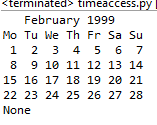 <terminated> timeaccess.py
February 1999
Mo Tu We Th Fr Sa Su
1 2 3 4 5 6 7
8 9 10 11 12 13 14
15 16 17 18 19 20 21
22 23 24 25 26 27 28
None